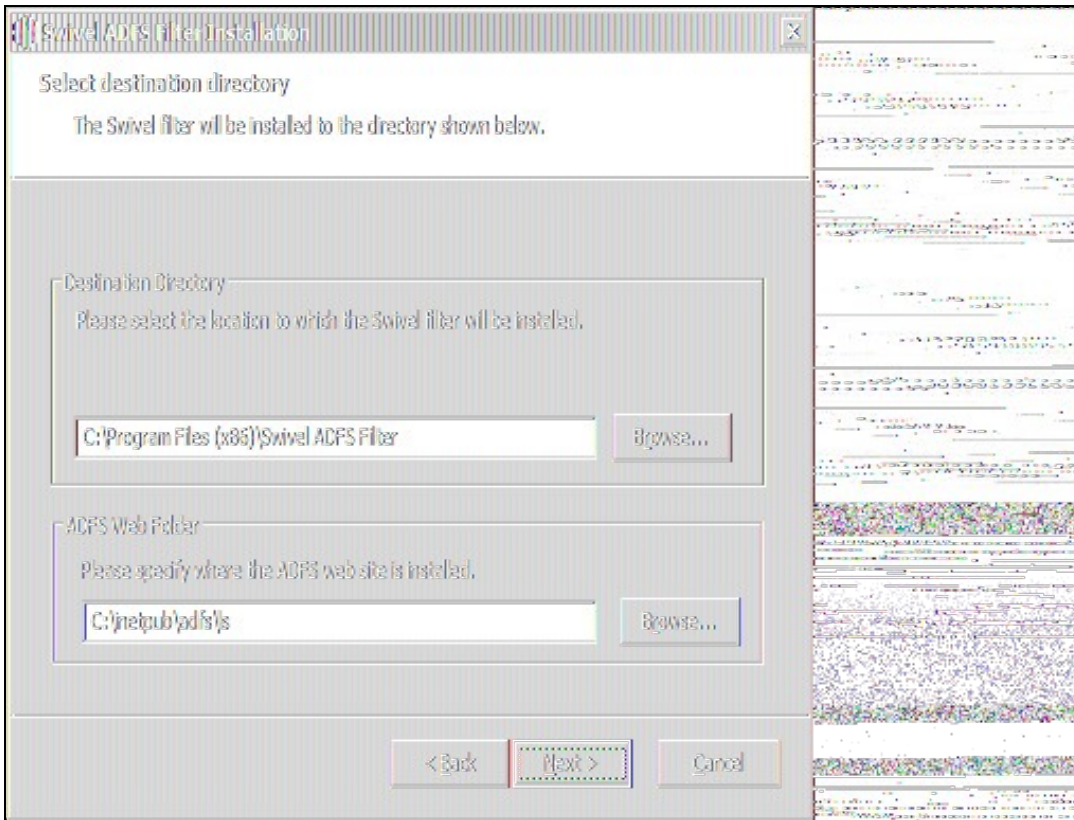 Swivel ADFS Filter Installation
Select destination directory
The Swivel filter will be installed to the directory shown below.
Destination Directory
Please select the location to which the Swivel filter will be installed.
C:\Program Files (x86)\Swivel ADFS Filter
Browse...
ADFS Web Folder
Please specify where the ADFS web site is installed.
C:\inetpub\adfs\ls
Browse...
< Back
Next >
Cancel